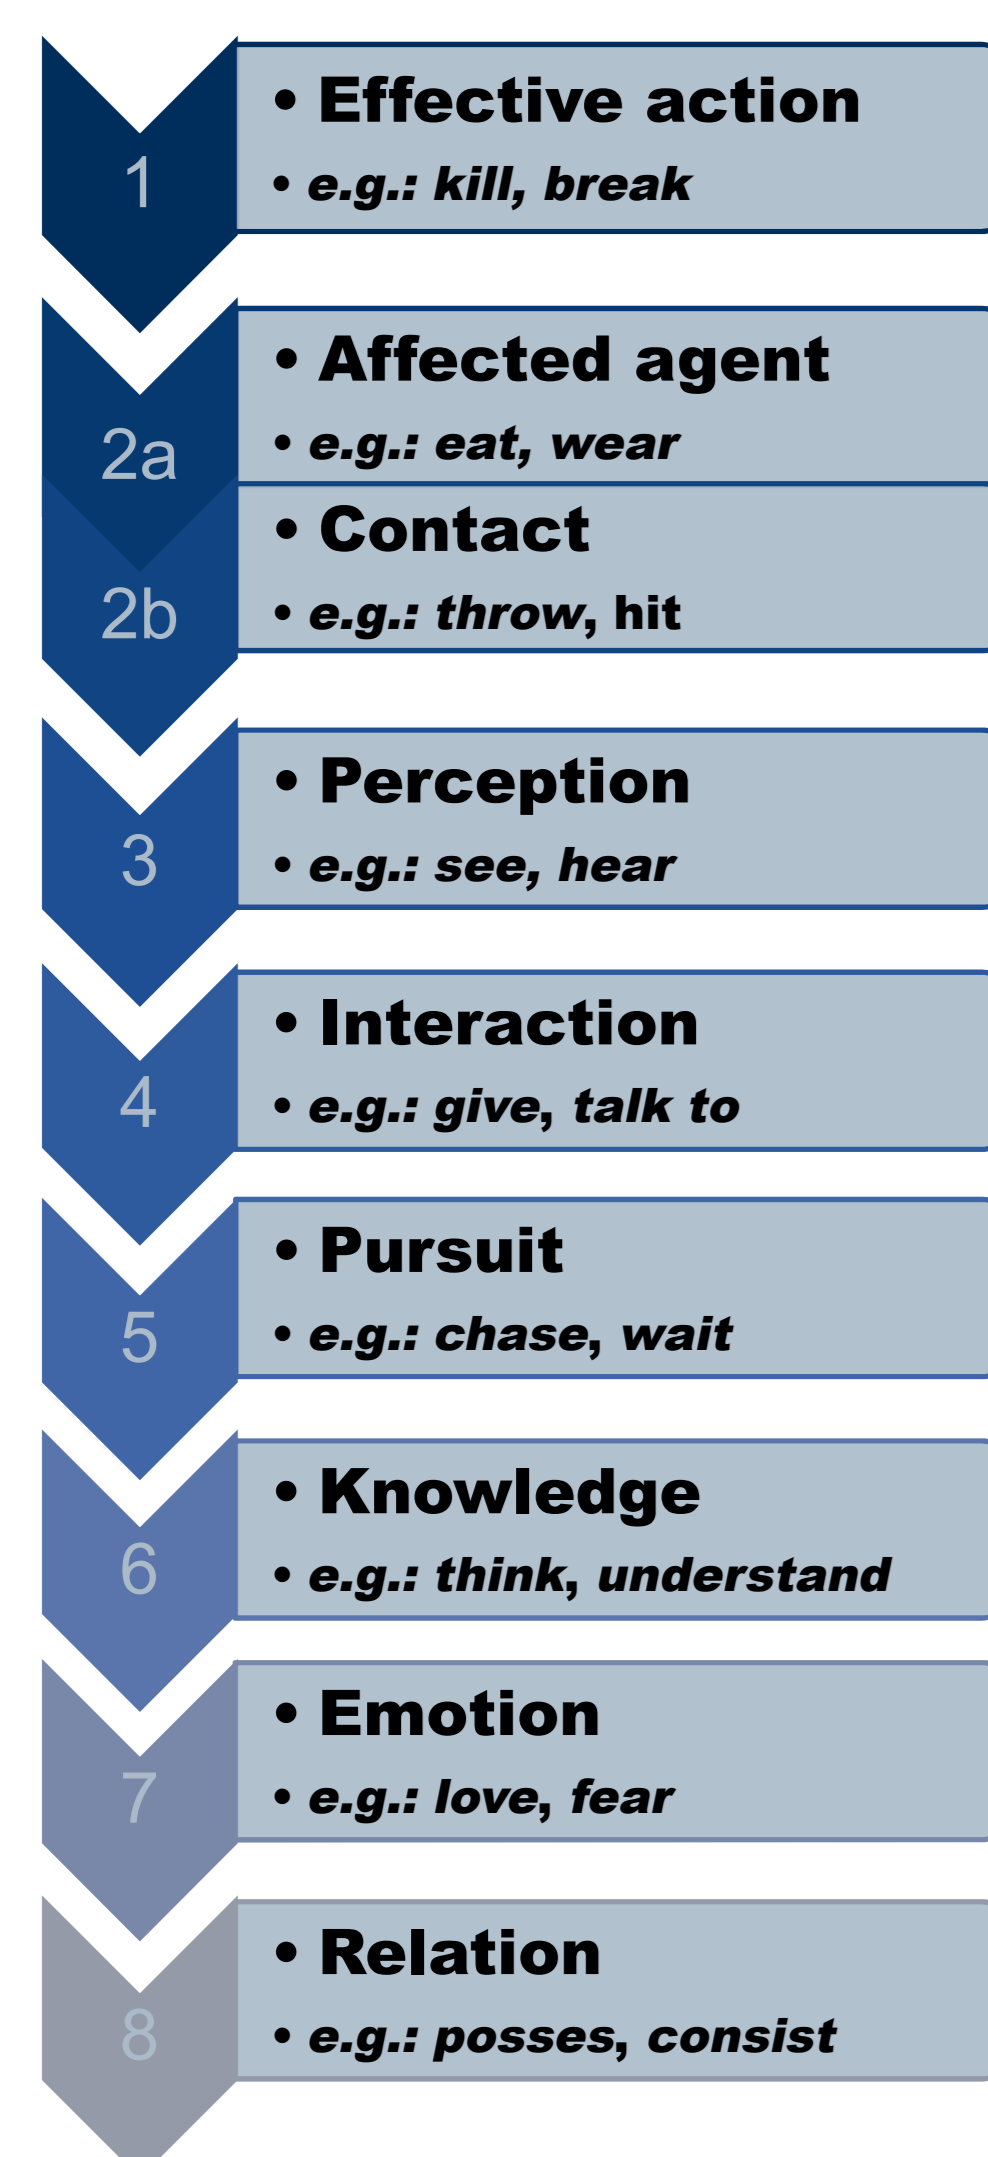 1
• Effective action
• e.g.: kill, break
2a
• Affected agent
• e.g.: eat, wear
2b
• Contact
• e.g.: throw, hit
3
• Perception
• e.g.: see, hear
4
• Interaction
• e.g.: give, talk to
5
• Pursuit
• e.g.: chase, wait
6
• Knowledge
• e.g.: think, understand
7
• Emotion
• e.g.: love, fear
8
• Relation
• e.g.: posses, consist